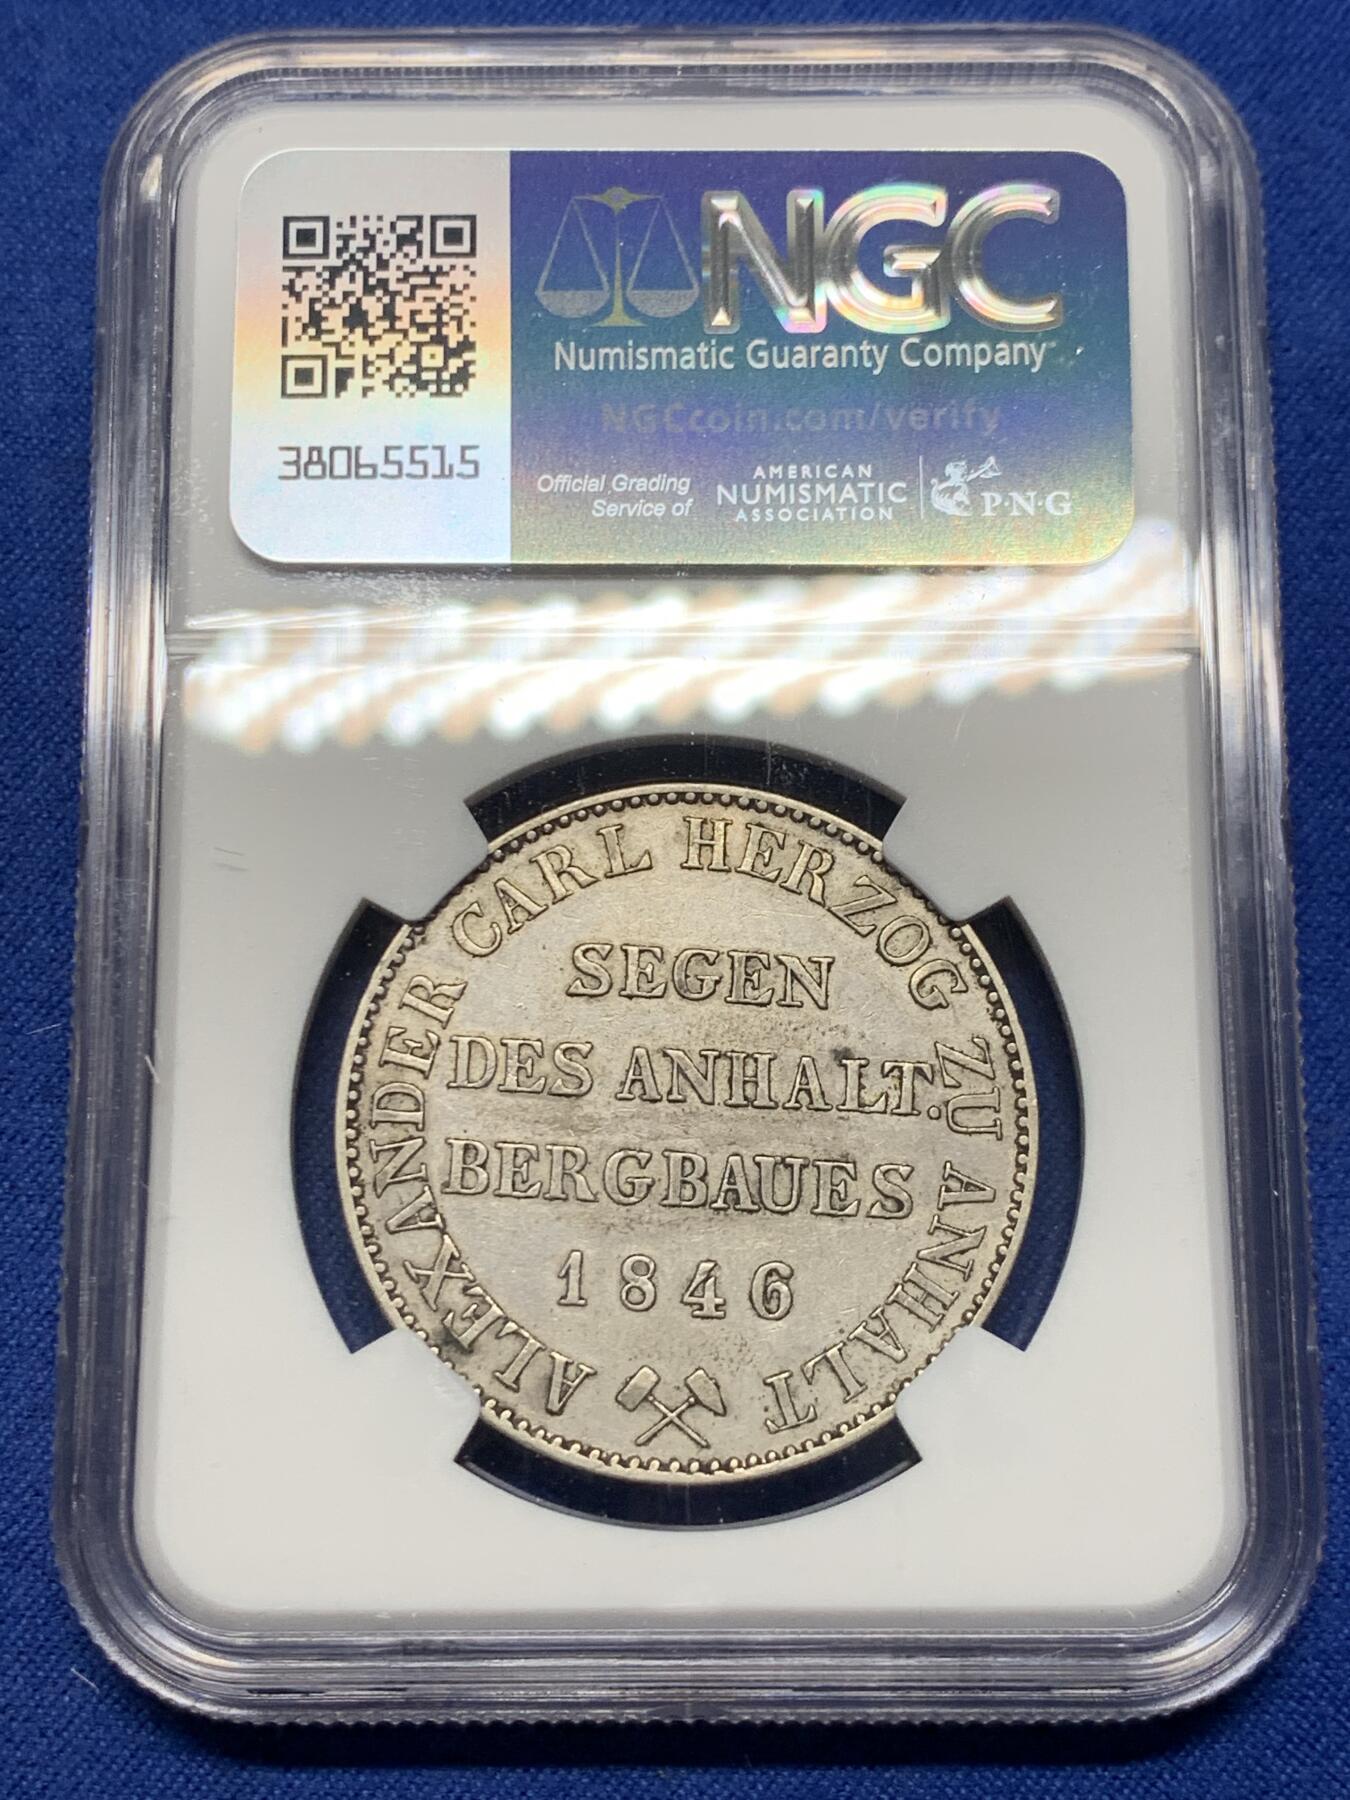 NGC
Numismatic Guaranty Company
NGCcoin.com/verify
38065515
Official Grading
Service of
AMERICAN
NUMISMATIC
ASSOCIATION
P·N·G
ALEXANDER CARL HERZOG ZU ANHALT
SEGEN
DES ANHALT.
BERGBAUES
1846